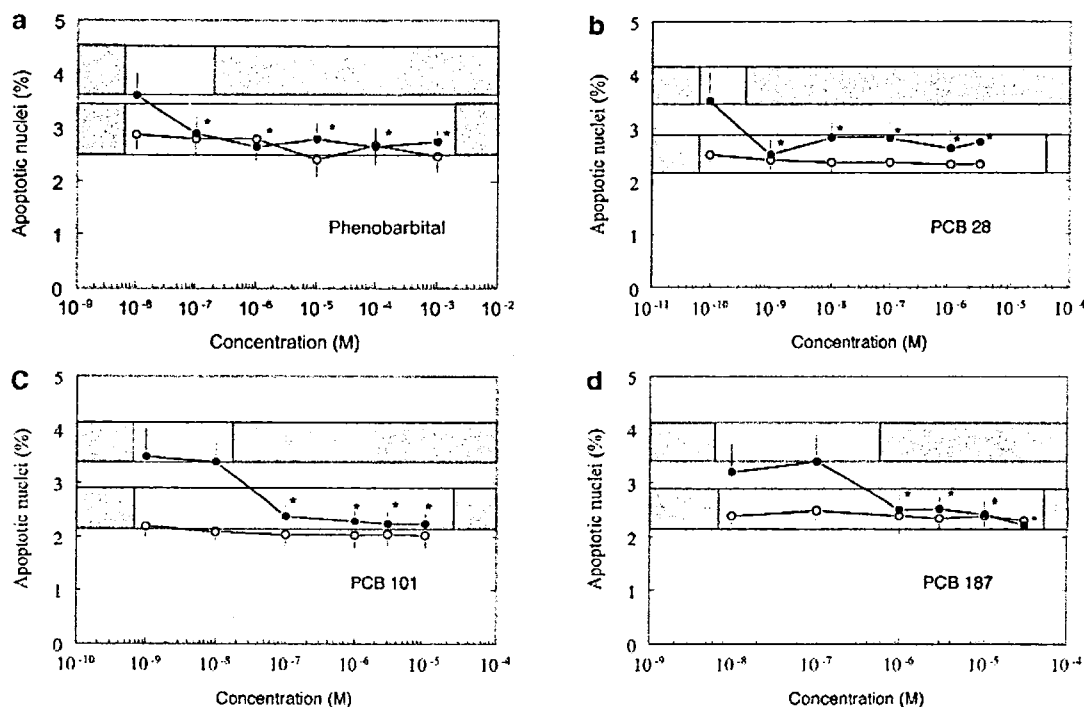 a
Apoptotic nuclei (%)
5
4
3
2
1
0
Phenobarbital
* * * * *
10⁻⁹ 10⁻⁸ 10⁻⁷ 10⁻⁶ 10⁻⁵ 10⁻⁴ 10⁻³ 10⁻²
Concentration (M)
b
Apoptotic nuclei (%)
5
4
3
2
1
0
PCB 28
* * * * *
10⁻¹¹ 10⁻¹⁰ 10⁻⁹ 10⁻⁸ 10⁻⁷ 10⁻⁶ 10⁻⁵ 10⁻⁴
Concentration (M)
C
Apoptotic nuclei (%)
5
4
3
2
1
0
PCB 101
* * * *
10⁻¹⁰ 10⁻⁹ 10⁻⁸ 10⁻⁷ 10⁻⁶ 10⁻⁵ 10⁻⁴
Concentration (M)
d
Apoptotic nuclei (%)
5
4
3
2
1
0
PCB 187
* * * *
10⁻⁹ 10⁻⁸ 10⁻⁷ 10⁻⁶ 10⁻⁵ 10⁻⁴
Concentration (M)